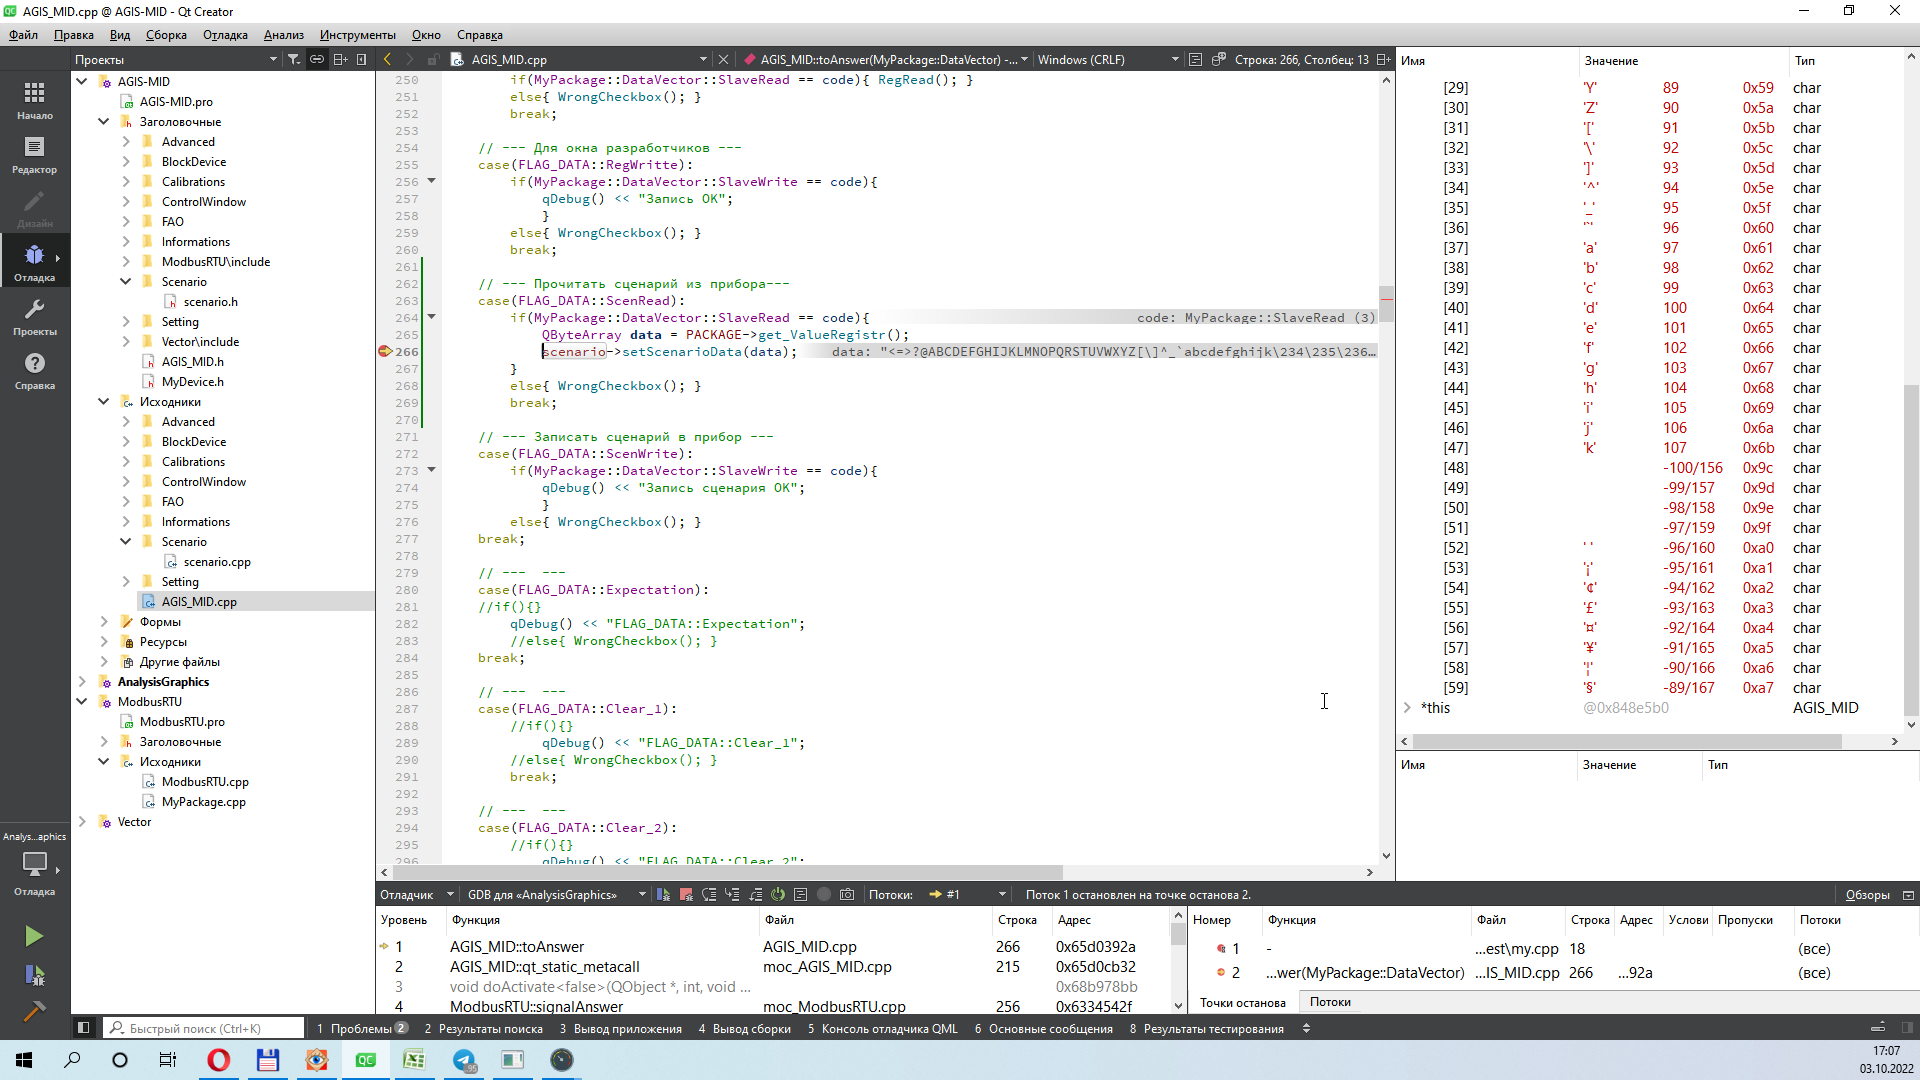 AGIS_MID.cpp @ AGIS-MID - Qt Creator
Файл Правка Вид Сборка Отладка Анализ Инструменты Окно Справка
Начало
Редактор
Дизайн
Отладка
Проекты
Справка
Analys...aphics
Отладка
Проекты
AGIS-MID
AGIS-MID.pro
Заголовочные
Advanced
BlockDevice
Calibrations
ControlWindow
FAO
Informations
ModbusRTU\include
Scenario
scenario.h
Setting
Vector\include
AGIS_MID.h
MyDevice.h
Исходники
Advanced
BlockDevice
Calibrations
ControlWindow
FAO
Informations
Scenario
scenario.cpp
Setting
AGIS_MID.cpp
Формы
Ресурсы
Другие файлы
AnalysisGraphics
ModbusRTU
ModbusRTU.pro
Заголовочные
Исходники
ModbusRTU.cpp
MyPackage.cpp
Vector
AGIS_MID.cpp AGIS_MID::toAnswer(MyPackage::DataVector) -... Windows (CRLF) Строка: 266, Столбец: 13
250 if(MyPackage::DataVector::SlaveRead == code){ RegRead(); }
251 else{ WrongCheckbox(); }
252 break;
253
254 // --- Для окна разработчиков ---
255 case(FLAG_DATA::RegWritte):
256 if(MyPackage::DataVector::SlaveWrite == code){
257 qDebug() << "Запись ОК";
258 }
259 else{ WrongCheckbox(); }
260 break;
261
262 // --- Прочитать сценарий из прибора---
263 case(FLAG_DATA::ScenRead):
264 if(MyPackage::DataVector::SlaveRead == code){ code: MyPackage::SlaveRead (3)
265 QByteArray data = PACKAGE->get_ValueRegistr();
266 scenario->setScenarioData(data); data: "<=>?@ABCDEFGHIJKLMNOPQRSTUVWXYZ[\]^_`abcdefghijk\234\235\236...
267 }
268 else{ WrongCheckbox(); }
269 break;
270
271 // --- Записать сценарий в прибор ---
272 case(FLAG_DATA::ScenWrite):
273 if(MyPackage::DataVector::SlaveWrite == code){
274 qDebug() << "Запись сценария ОК";
275 }
276 else{ WrongCheckbox(); }
277 break;
278
279 // --- ---
280 case(FLAG_DATA::Expectation):
281 //if(){}
282 qDebug() << "FLAG_DATA::Expectation";
283 //else{ WrongCheckbox(); }
284 break;
285
286 // --- ---
287 case(FLAG_DATA::Clear_1):
288 //if(){}
289 qDebug() << "FLAG_DATA::Clear_1";
290 //else{ WrongCheckbox(); }
291 break;
292
293 // --- ---
294 case(FLAG_DATA::Clear_2):
295 //if(){}
296 qDebug() << "FLAG_DATA::Clear_2";
Имя Значение Тип
[29] 'Y' 89 0x59 char
[30] 'Z' 90 0x5a char
[31] '[' 91 0x5b char
[32] '\' 92 0x5c char
[33] ']' 93 0x5d char
[34] '^' 94 0x5e char
[35] '_' 95 0x5f char
[36] '`' 96 0x60 char
[37] 'a' 97 0x61 char
[38] 'b' 98 0x62 char
[39] 'c' 99 0x63 char
[40] 'd' 100 0x64 char
[41] 'e' 101 0x65 char
[42] 'f' 102 0x66 char
[43] 'g' 103 0x67 char
[44] 'h' 104 0x68 char
[45] 'i' 105 0x69 char
[46] 'j' 106 0x6a char
[47] 'k' 107 0x6b char
[48] -100/156 0x9c char
[49] -99/157 0x9d char
[50] -98/158 0x9e char
[51] -97/159 0x9f char
[52] ' ' -96/160 0xa0 char
[53] '¡' -95/161 0xa1 char
[54] '¢' -94/162 0xa2 char
[55] '£' -93/163 0xa3 char
[56] '¤' -92/164 0xa4 char
[57] '¥' -91/165 0xa5 char
[58] '¦' -90/166 0xa6 char
[59] '§' -89/167 0xa7 char
*this @0x848e5b0 AGIS_MID
Имя Значение Тип
Отладчик GDB для «AnalysisGraphics» Потоки: #1 Поток 1 остановлен на точке останова 2. Обзоры
Уровень Функция Файл Строка Адрес
1 AGIS_MID::toAnswer AGIS_MID.cpp 266 0x65d0392a
2 AGIS_MID::qt_static_metacall moc_AGIS_MID.cpp 215 0x65d0cb32
3 void doActivate<false>(QObject *, int, void ... 0x68b978bb
4 ModbusRTU::signalAnswer moc_ModbusRTU.cpp 256 0x6334542f
Номер Функция Файл Строка Адрес Услови Пропуски Потоки
1 - ...est\my.cpp 18 (все)
2 ...wer(MyPackage::DataVector) ...IS_MID.cpp 266 ...92a (все)
Точки останова Потоки
Быстрый поиск (Ctrl+K) 1 Проблемы 2 2 Результаты поиска 3 Вывод приложения 4 Вывод сборки 5 Консоль отладчика QML 6 Основные сообщения 8 Результаты тестирования
95
17:07
03.10.2022